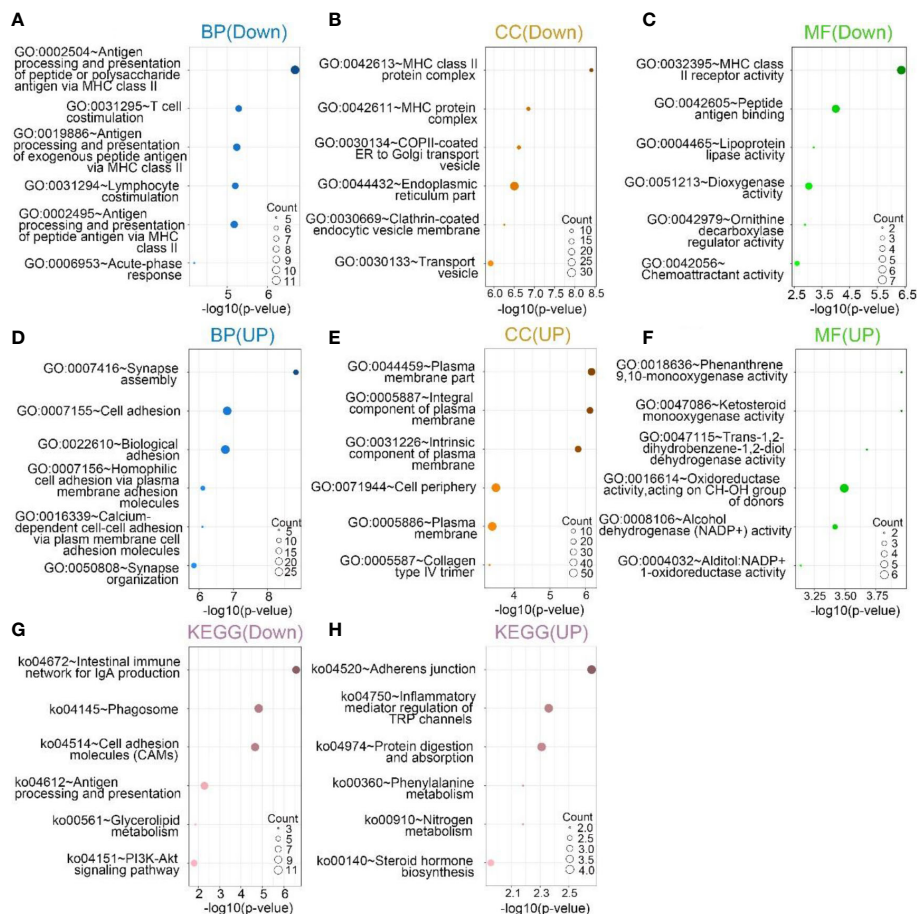 A
BP(Down)
GO:0002504~Antigen
processing and presentation
of peptide or polysaccharide
antigen via MHC class II
GO:0031295~T cell
costimulation
GO:0019886~Antigen
processing and presentation
of exogenous peptide antigen
via MHC class II
GO:0031294~Lymphocyte
costimulation
GO:0002495~Antigen
processing and presentation
of peptide antigen via MHC
class II
GO:0006953~Acute-phase
response
Count
5
6
7
8
9
10
11
5 6
-log10(p-velue)
B
CC(Down)
GO:0042613~MHC class II
protein complex
GO:0042611~MHC protein
complex
GO:0030134~COPII-coated
ER to Golgi transport
vesicle
GO:0044432~Endoplasmic
reticulum part
GO:0030669~Clathrin-coated
endocytic vesicle membrane
GO:0030133~Transport
vesicle
Count
10
15
20
25
30
6.0 6.5 7.0 7.5 8.0 8.5
-log10(p-velue)
C
MF(Down)
GO:0032395~MHC class
II receptor activity
GO:0042605~Peptide
antigen binding
GO:0004465~Lipoprotein
lipase activity
GO:0051213~Dioxygenase
activity
GO:0042979~Ornithine
decarboxylase
regulator activity
GO:0042056~
Chemoattractant activity
Count
2
3
4
5
6
7
2.5 3.5 4.5 5.5 6.5
-log10(p-velue)
D
BP(UP)
GO:0007416~Synapse
assembly
GO:0007155~Cell adhesion
GO:0022610~Biological
adhesion
GO:0007156~Homophilic
cell adhesion via plasma
membrane adhesion
molecules
GO:0016339~Calcium-
dependent cell-cell adhesion
via plasm membrane cell
adhesion molecules
GO:0050808~Synapse
organization
Count
5
10
15
20
25
6 7 8
-log10(p-value)
E
CC(UP)
GO:0044459~Plasma
membrane part
GO:0005887~Integral
component of plasma
membrane
GO:0031226~Intrinsic
component of plasma
membrane
GO:0071944~Cell periphery
GO:0005886~Plasma
membrane
GO:0005587~Collagen
type IV trimer
Count
10
20
30
40
50
4 5 6
-log10(p-value)
F
MF(UP)
GO:0018636~Phenanthrene
9,10-monooxygenase activity
GO:0047086~Ketosteroid
monooxygenase activity
GO:0047115~Trans-1,2-
dihydrobenzene-1,2-diol
dehydrogenase activity
GO:0016614~Oxidoreductase
activity,acting on CH-OH group
of donors
GO:0008106~Alcohol
dehydrogenase (NADP+) activity
GO:0004032~Alditol:NADP+
1-oxidoreductase activity
Count
2
3
4
5
6
3.25 3.50 3.75
-log10(p-value)
G
KEGG(Down)
ko04672~Intestinal immune
network for IgA production
ko04145~Phagosome
ko04514~Cell adhesion
molecules (CAMs)
ko04612~Antigen
processing and presentation
ko00561~Glycerolipid
metabolism
ko04151~PI3K-Akt
signaling pathway
Count
3
5
7
9
11
2 3 4 5 6
-log10(p-value)
H
KEGG(UP)
ko04520~Adherens junction
ko04750~Inflammatory
mediator regulation of
TRP channels
ko04974~Protein digestion
and absorption
ko00360~Phenylalanine
metabolism
ko00910~Nitrogen
metabolism
ko00140~Steroid hormone
biosynthesis
Count
2.0
2.5
3.0
3.5
4.0
2.1 2.3 2.5
-log10(p-value)